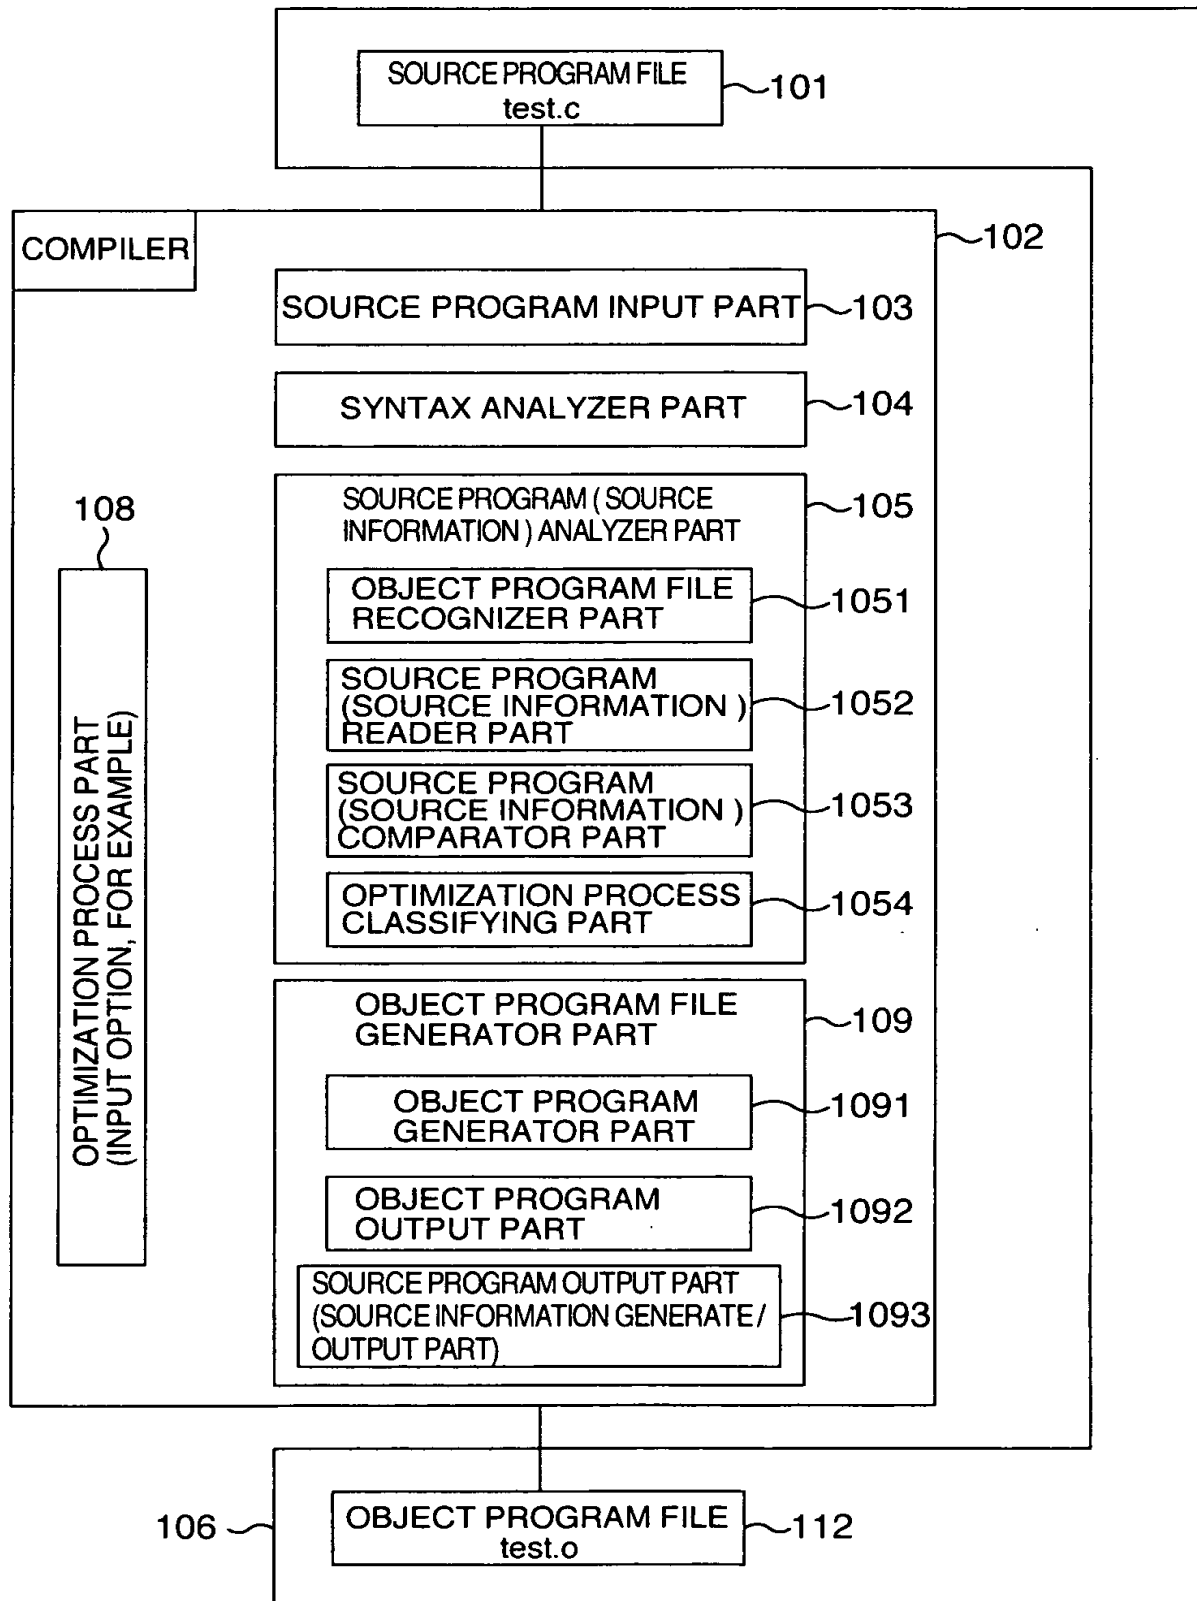 SOURCE PROGRAM FILE
test.c
101
COMPILER
102
SOURCE PROGRAM INPUT PART
103
SYNTAX ANALYZER PART
104
SOURCE PROGRAM ( SOURCE
INFORMATION ) ANALYZER PART
105
OBJECT PROGRAM FILE
RECOGNIZER PART
1051
SOURCE PROGRAM
(SOURCE INFORMATION )
READER PART
1052
SOURCE PROGRAM
(SOURCE INFORMATION )
COMPARATOR PART
1053
OPTIMIZATION PROCESS
CLASSIFYING PART
1054
108
OPTIMIZATION PROCESS PART
(INPUT OPTION, FOR EXAMPLE)
OBJECT PROGRAM FILE
GENERATOR PART
109
OBJECT PROGRAM
GENERATOR PART
1091
OBJECT PROGRAM
OUTPUT PART
1092
SOURCE PROGRAM OUTPUT PART
(SOURCE INFORMATION GENERATE /
OUTPUT PART)
1093
106
OBJECT PROGRAM FILE
test.o
112